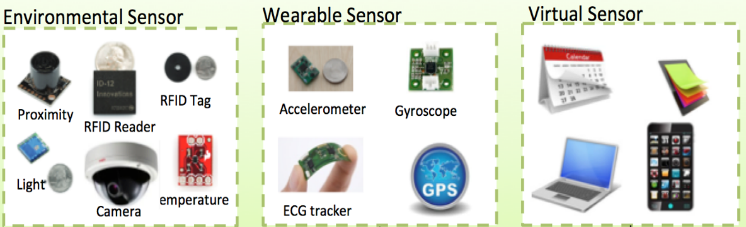 Environmental Sensor
Wearable Sensor
Virtual Sensor
Proximity
ID-12
Innovations
RFID Reader
RFID Tag
Light
Camera
emperature
Accelerometer
Gyroscope
ECG tracker
GPS
Calendar